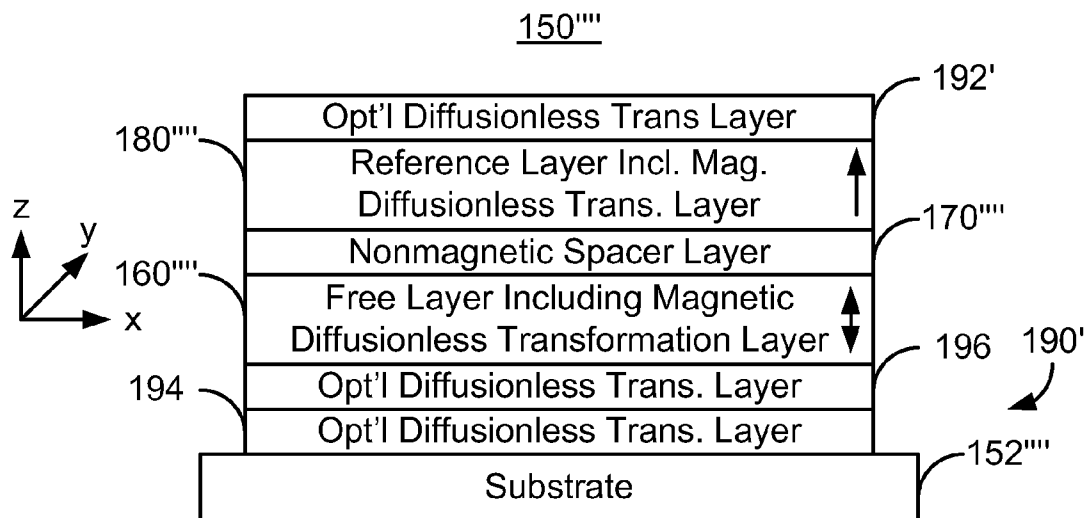 150''''
192'
Opt'l Diffusionless Trans Layer
180''''
Reference Layer Incl. Mag.
Diffusionless Trans. Layer
z
y
x
170''''
Nonmagnetic Spacer Layer
160''''
Free Layer Including Magnetic
Diffusionless Transformation Layer
196
190'
Opt'l Diffusionless Trans. Layer
194
Opt'l Diffusionless Trans. Layer
152''''
Substrate